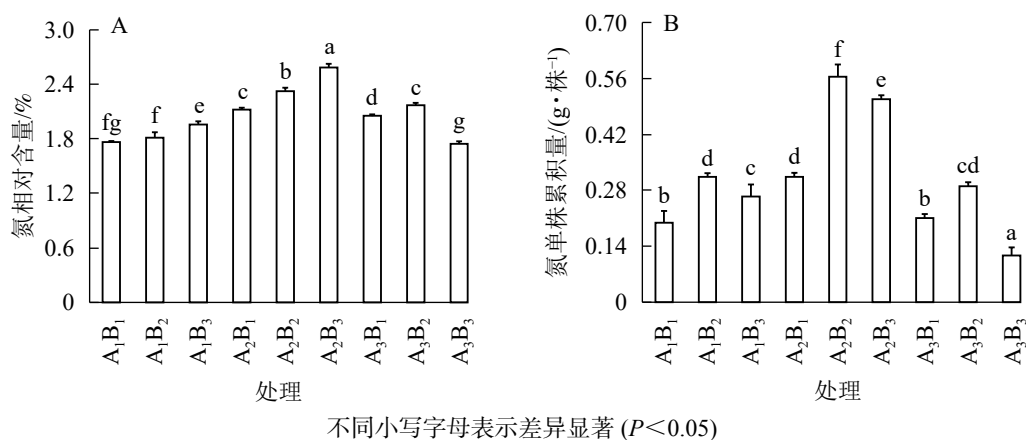 A
氮相对含量/%
3.0
2.4
1.8
1.2
0.6
0
fg f e c b a d c g
A₁B₁ A₁B₂ A₁B₃ A₂B₁ A₂B₂ A₂B₃ A₃B₁ A₃B₂ A₃B₃
处理
B
氮单株累积量/(g·株⁻¹)
0.70
0.56
0.42
0.28
0.14
0
b d c d f e b cd a
A₁B₁ A₁B₂ A₁B₃ A₂B₁ A₂B₂ A₂B₃ A₃B₁ A₃B₂ A₃B₃
处理
不同小写字母表示差异显著 (P＜0.05)